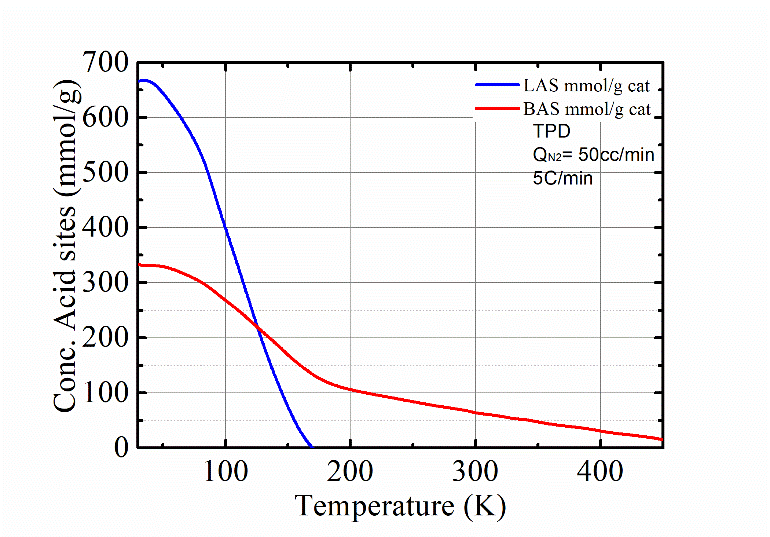 700
600
500
400
300
200
100
0
Conc. Acid sites (mmol/g)
LAS mmol/g cat
BAS mmol/g cat
TPD
QN2= 50cc/min
5C/min
100 200 300 400
Temperature (K)